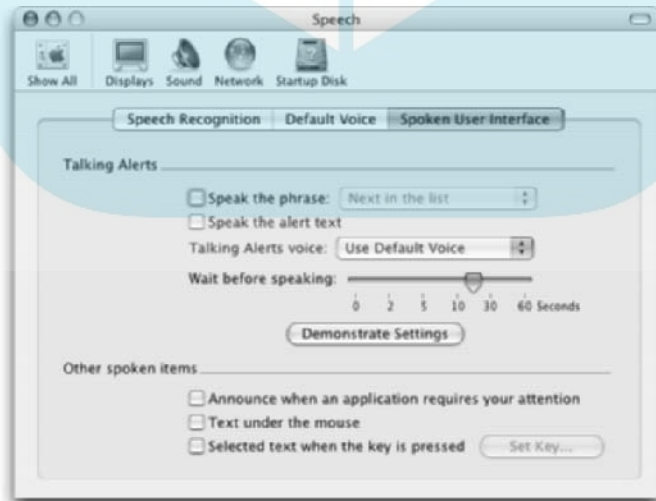 Speech
Show All Displays Sound Network Startup Disk
Speech Recognition Default Voice Spoken User Interface
Talking Alerts
Speak the phrase: Next in the list
Speak the alert text
Talking Alerts voice: Use Default Voice
Wait before speaking:
0 2 5 10 30 60 Seconds
Demonstrate Settings
Other spoken items
Announce when an application requires your attention
Text under the mouse
Selected text when the key is pressed Set Key...